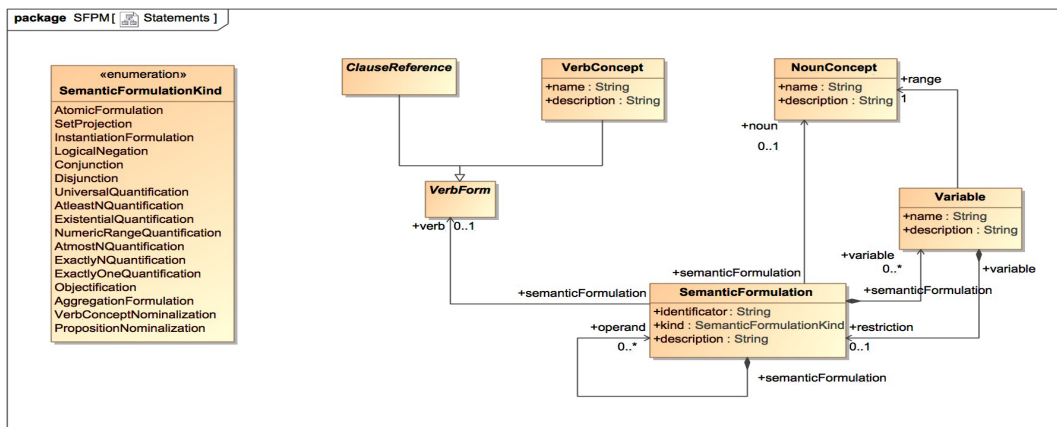 package SFPM [ Statements ]
«enumeration»
SemanticFormulationKind
AtomicFormulation
SetProjection
InstantiationFormulation
LogicalNegation
Conjunction
Disjunction
UniversalQuantification
AtleastNQuantification
ExistentialQuantification
NumericRangeQuantification
AtmostNQuantification
ExactlyNQuantification
ExactlyOneQuantification
Objectification
AggregationFormulation
VerbConceptNominalization
PropositionNominalization
ClauseReference
VerbConcept
+name : String
+description : String
NounConcept
+name : String
+description : String
+range
1
+noun
0..1
VerbForm
+verb 0..1
Variable
+name : String
+description : String
+variable
0..*
+variable
+semanticFormulation
+semanticFormulation
+semanticFormulation
SemanticFormulation
+identificator : String
+kind : SemanticFormulationKind
+description : String
+operand
0..*
+restriction
0..1
+semanticFormulation